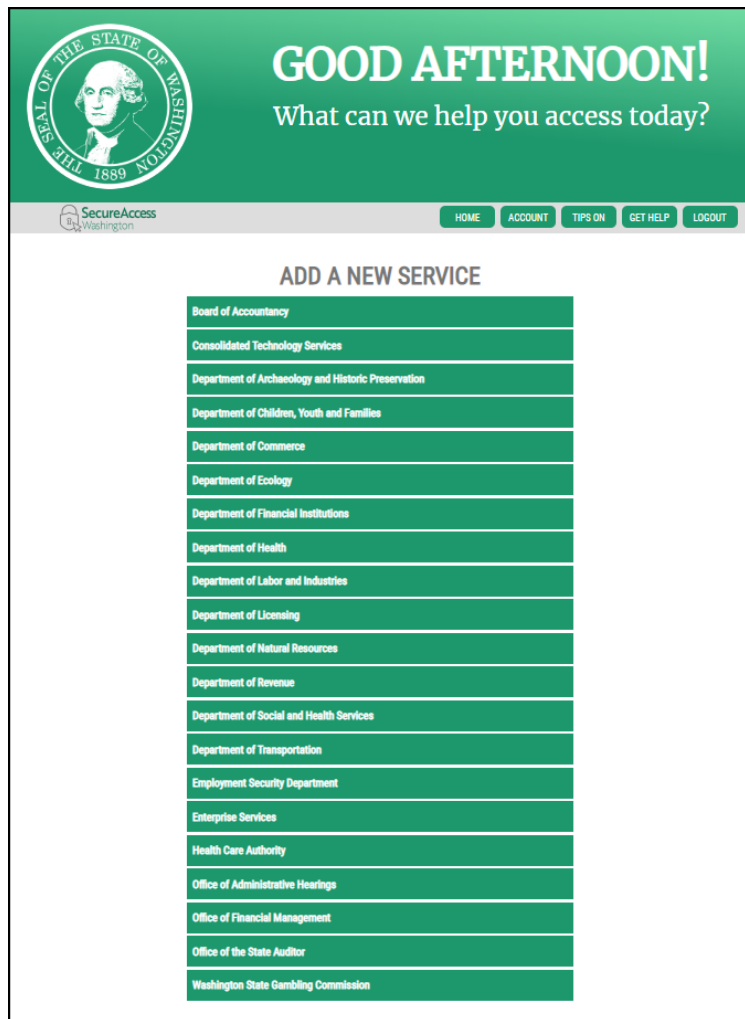 THE SEAL OF THE STATE OF WASHINGTON
1889
GOOD AFTERNOON!
What can we help you access today?
SecureAccess
Washington
HOME ACCOUNT TIPS ON GET HELP LOGOUT
ADD A NEW SERVICE
Board of Accountancy
Consolidated Technology Services
Department of Archaeology and Historic Preservation
Department of Children, Youth and Families
Department of Commerce
Department of Ecology
Department of Financial Institutions
Department of Health
Department of Labor and Industries
Department of Licensing
Department of Natural Resources
Department of Revenue
Department of Social and Health Services
Department of Transportation
Employment Security Department
Enterprise Services
Health Care Authority
Office of Administrative Hearings
Office of Financial Management
Office of the State Auditor
Washington State Gambling Commission